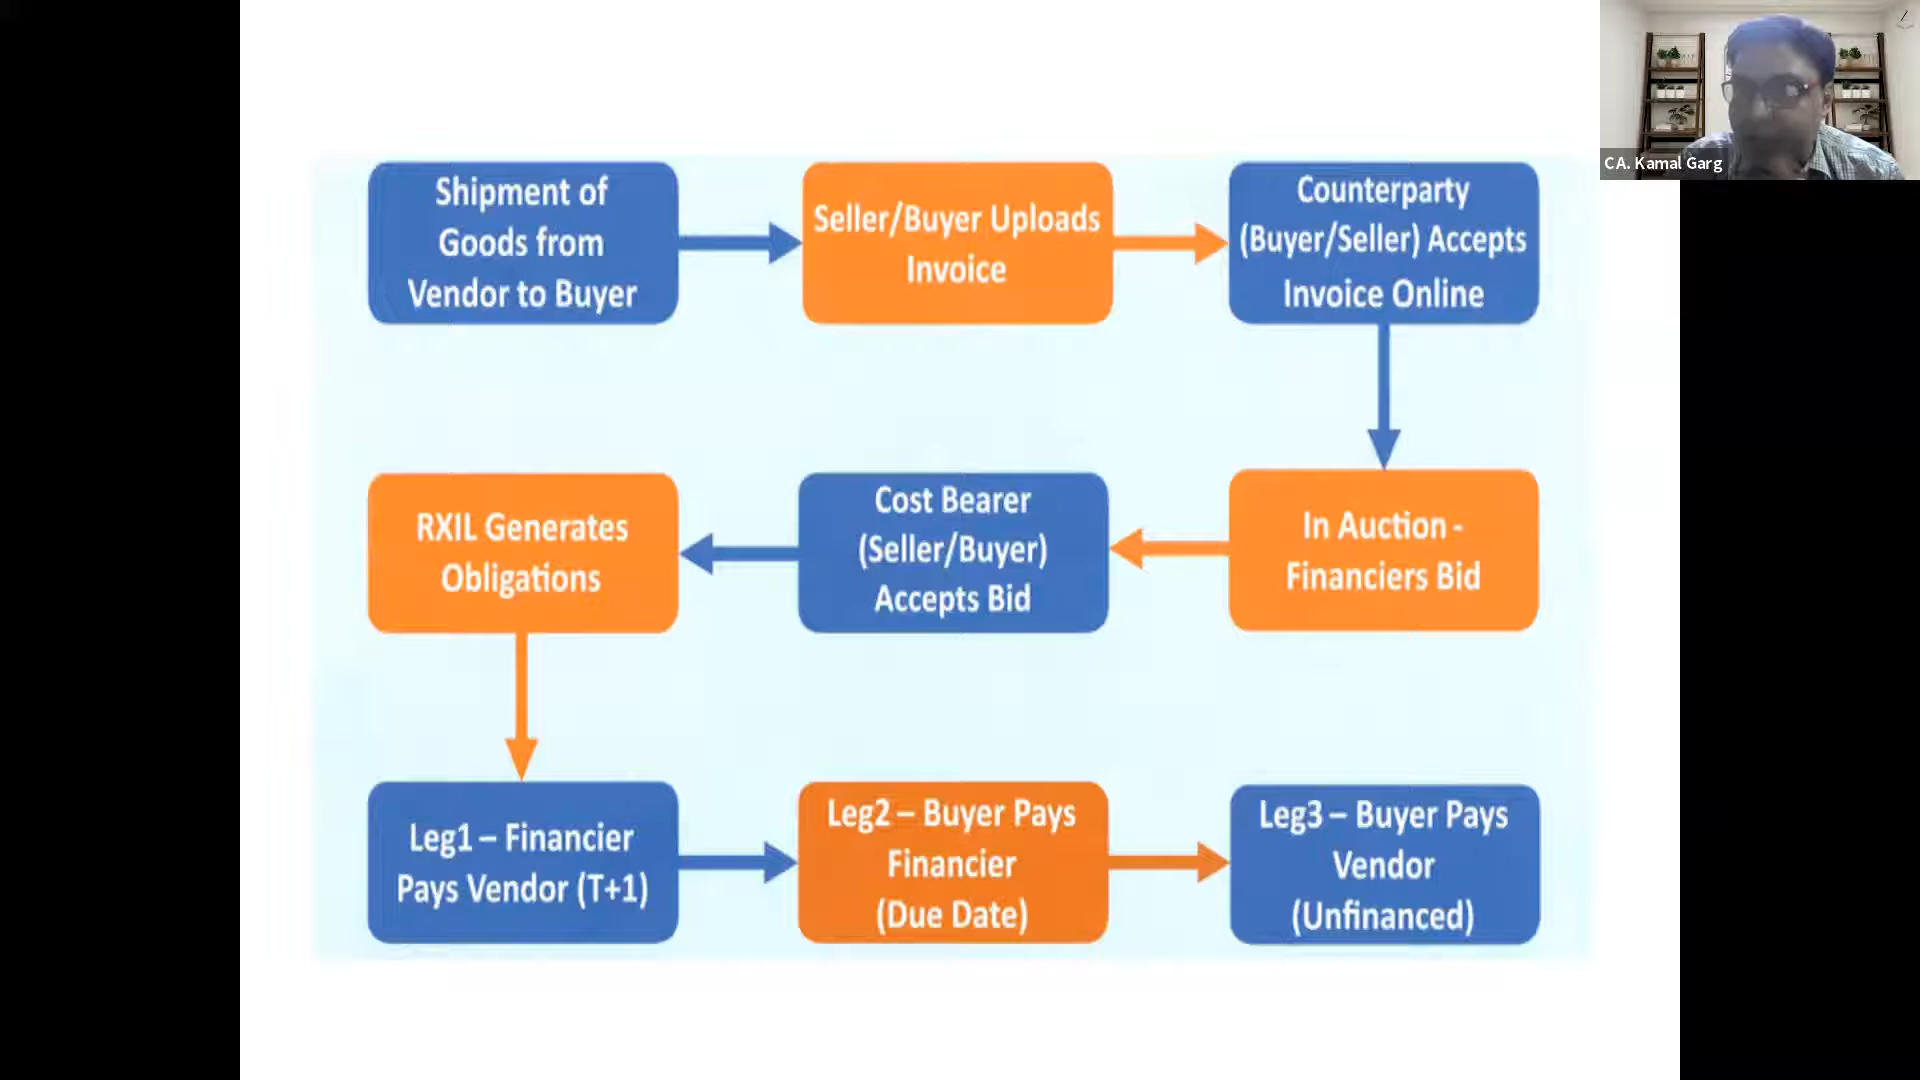 Shipment of
Goods from
Vendor to Buyer
Seller/Buyer Uploads
Invoice
Counterparty
(Buyer/Seller) Accepts
Invoice Online
RXIL Generates
Obligations
Cost Bearer
(Seller/Buyer)
Accepts Bid
In Auction -
Financiers Bid
Leg1 – Financier
Pays Vendor (T+1)
Leg2 – Buyer Pays
Financier
(Due Date)
Leg3 – Buyer Pays
Vendor
(Unfinanced)
CA. Kamal Garg